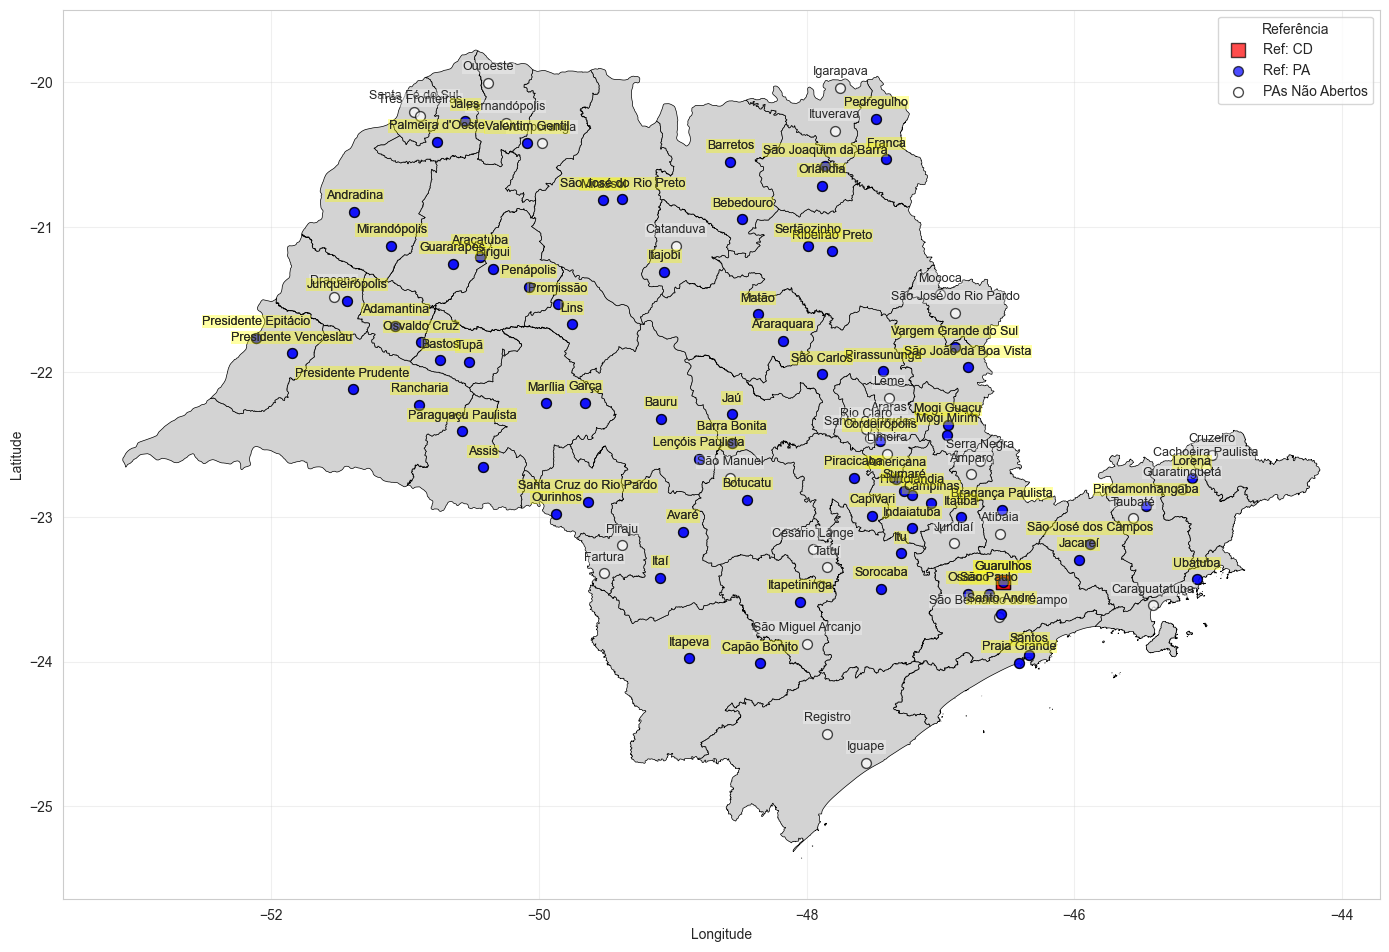 Referência
Ref: CD
Ref: PA
PAs Não Abertos
−20
−21
−22
−23
−24
−25
−52
−50
−48
−46
−44
Latitude
Longitude
Ouroeste
Igarapava
Santa Fé do Sul
Três Fronteiras
Jales
Fernandópolis
Pedregulho
Ituverava
Palmeira d'Oeste
Valentim Gentil
Barretos
São Joaquim da Barra
Franca
Orlândia
São José do Rio Preto
Andradina
Bebedouro
Mirandópolis
Catanduva
Sertãozinho
Ribeirão Preto
Araçatuba
Guararapes
Birigui
Itajobi
Penápolis
Promissão
Dracena
Junqueirópolis
Mococa
São José do Rio Pardo
Matão
Adamantina
Lins
Presidente Epitácio
Osvaldo Cruz
Araraquara
Presidente Venceslau
Vargem Grande do Sul
Bastos
Tupã
São João da Boa Vista
São Carlos
Pirassununga
Presidente Prudente
Rancharia
Marília
Garça
Leme
Bauru
Jaú
Araras
Mogi Guaçu
Paraguaçu Paulista
Rio Claro
Mogi Mirim
Barra Bonita
Cordeirópolis
Lençóis Paulista
Limeira
Serra Negra
Cruzeiro
Assis
São Manuel
Piracicaba
Americana
Amparo
Cachoeira Paulista
Lorena
Guaratinguetá
Sumaré
Hortolândia
Botucatu
Campinas
Santa Cruz do Rio Pardo
Ourinhos
Capivari
Itatiba
Bragança Paulista
Pindamonhangaba
Taubaté
Avaré
Indaiatuba
Atibaia
Piraju
Cesário Lange
Jundiaí
São José dos Campos
Itu
Tatuí
Jacareí
Fartura
Itaí
Sorocaba
Guarulhos
Ubatuba
Osasco
São Paulo
Itapetininga
Santo André
São Bernardo do Campo
Caraguatatuba
São Miguel Arcanjo
Santos
Itapeva
Capão Bonito
Praia Grande
Registro
Iguape